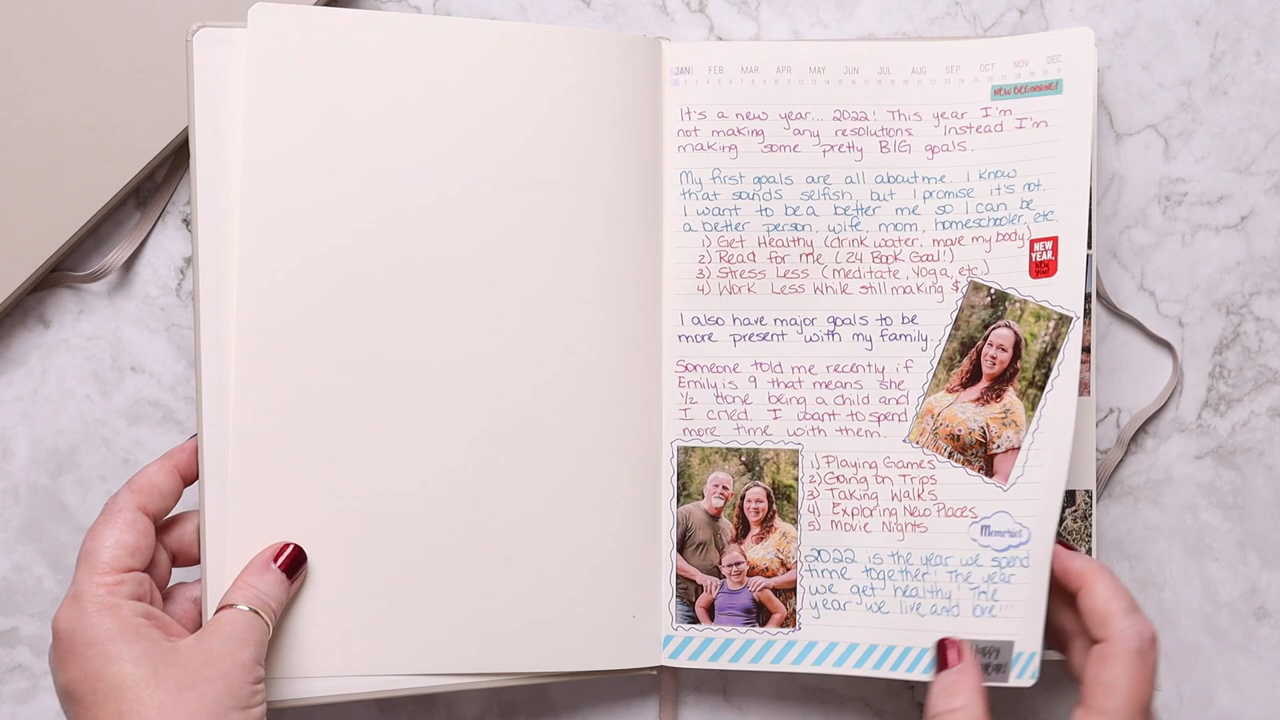 JAN FEB MAR APR MAY JUN JUL AUG SEP OCT NOV DEC
NEW BEGINNING!
It's a new year... 2022! This year I'm
not making any resolutions. Instead I'm
making some pretty BIG goals.
My first goals are all about me. I know
that sounds selfish, but I promise it's not.
I want to be a better me so I can be
a better person, wife, mom, homeschooler, etc.
1) Get Healthy (drink water, move my body)
2) Read for Me (24 Book Goal!)
3) Stress Less (meditate, yoga, etc.)
4) Work Less While still making $
NEW
YEAR,
NEW
YOU!
I also have major goals to be
more present with my family.
Someone told me recently if
Emily is 9 that means she
1/2 done being a child and
I cried. I want to spend
more time with them.
1) Playing Games
2) Going on Trips
3) Taking Walks
4) Exploring New Places
5) Movie Nights
Memories
2022 is the year we spend
time together! The year
we get healthy! The
year we live and love!!!
Happy